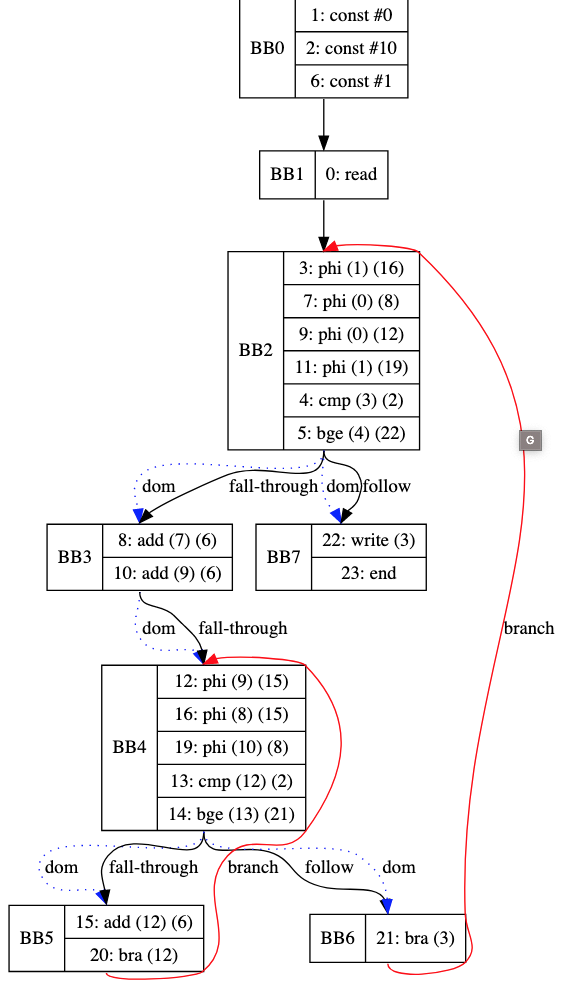 BB0
1: const #0
2: const #10
6: const #1
BB1
0: read
BB2
3: phi (1) (16)
7: phi (0) (8)
9: phi (0) (12)
11: phi (1) (19)
4: cmp (3) (2)
5: bge (4) (22)
G
dom
fall-through
dom
follow
BB3
8: add (7) (6)
10: add (9) (6)
BB7
22: write (3)
23: end
dom
fall-through
branch
BB4
12: phi (9) (15)
16: phi (8) (15)
19: phi (10) (8)
13: cmp (12) (2)
14: bge (13) (21)
dom
fall-through
branch
follow
dom
BB5
15: add (12) (6)
20: bra (12)
BB6
21: bra (3)